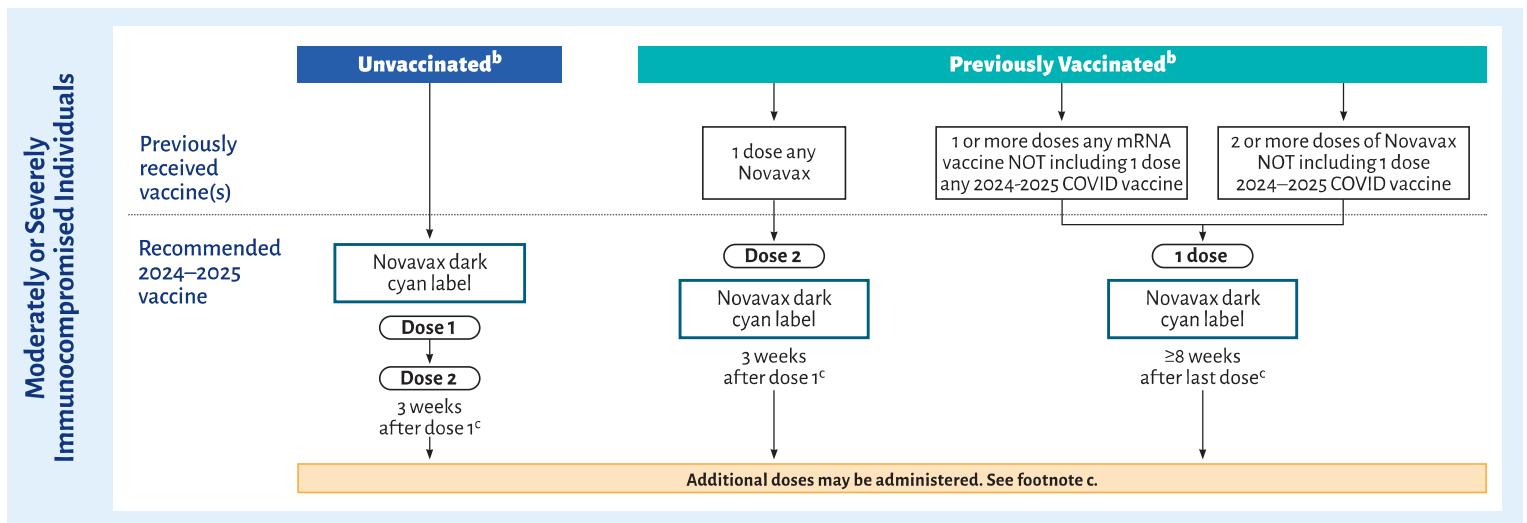 Moderately or Severely
Immunocompromised Individuals
Unvaccinatedᵇ
Previously Vaccinatedᵇ
Previously
received
vaccine(s)
1 dose any
Novavax
1 or more doses any mRNA
vaccine NOT including 1 dose
any 2024-2025 COVID vaccine
2 or more doses of Novavax
NOT including 1 dose
2024–2025 COVID vaccine
Recommended
2024–2025
vaccine
Novavax dark
cyan label
Dose 1
Dose 2
3 weeks
after dose 1ᶜ
Dose 2
Novavax dark
cyan label
3 weeks
after dose 1ᶜ
1 dose
Novavax dark
cyan label
≥8 weeks
after last doseᶜ
Additional doses may be administered. See footnote c.